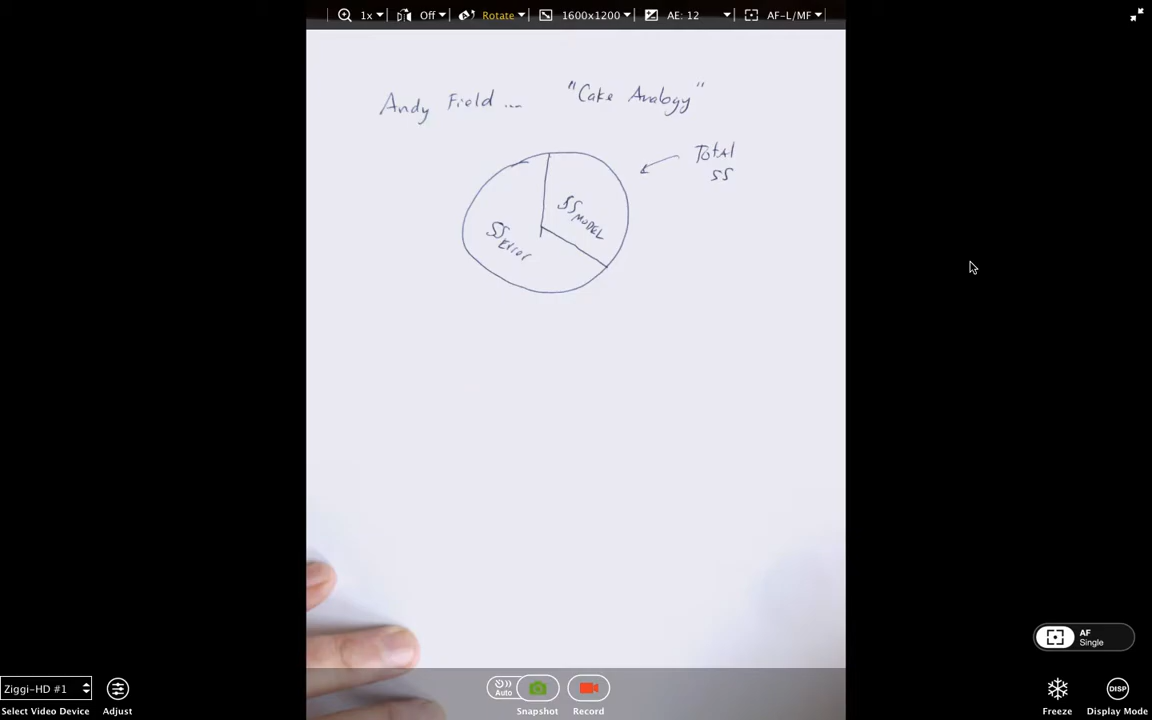 1x Off Rotate 1600x1200 AE: 12 AF-L/MF
Andy Field ... "Cake Analogy"
Total
SS
SS MODEL
SS Error
AF
Single
Ziggi-HD #1
Auto
DISP
Select Video Device Adjust Snapshot Record Freeze Display Mode